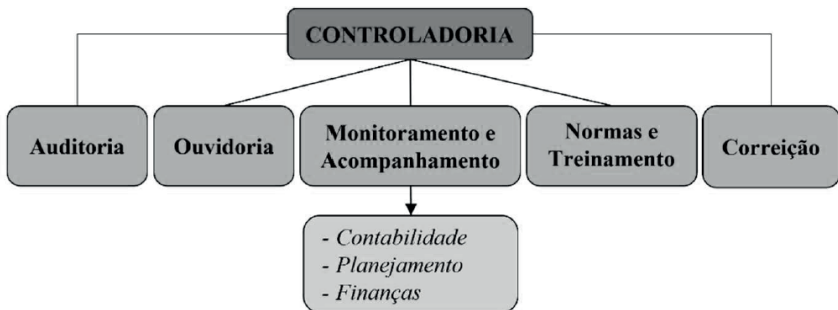 CONTROLADORIA
Auditoria
Ouvidoria
Monitoramento e
Acompanhamento
Normas e
Treinamento
Correição
- Contabilidade
- Planejamento
- Finanças